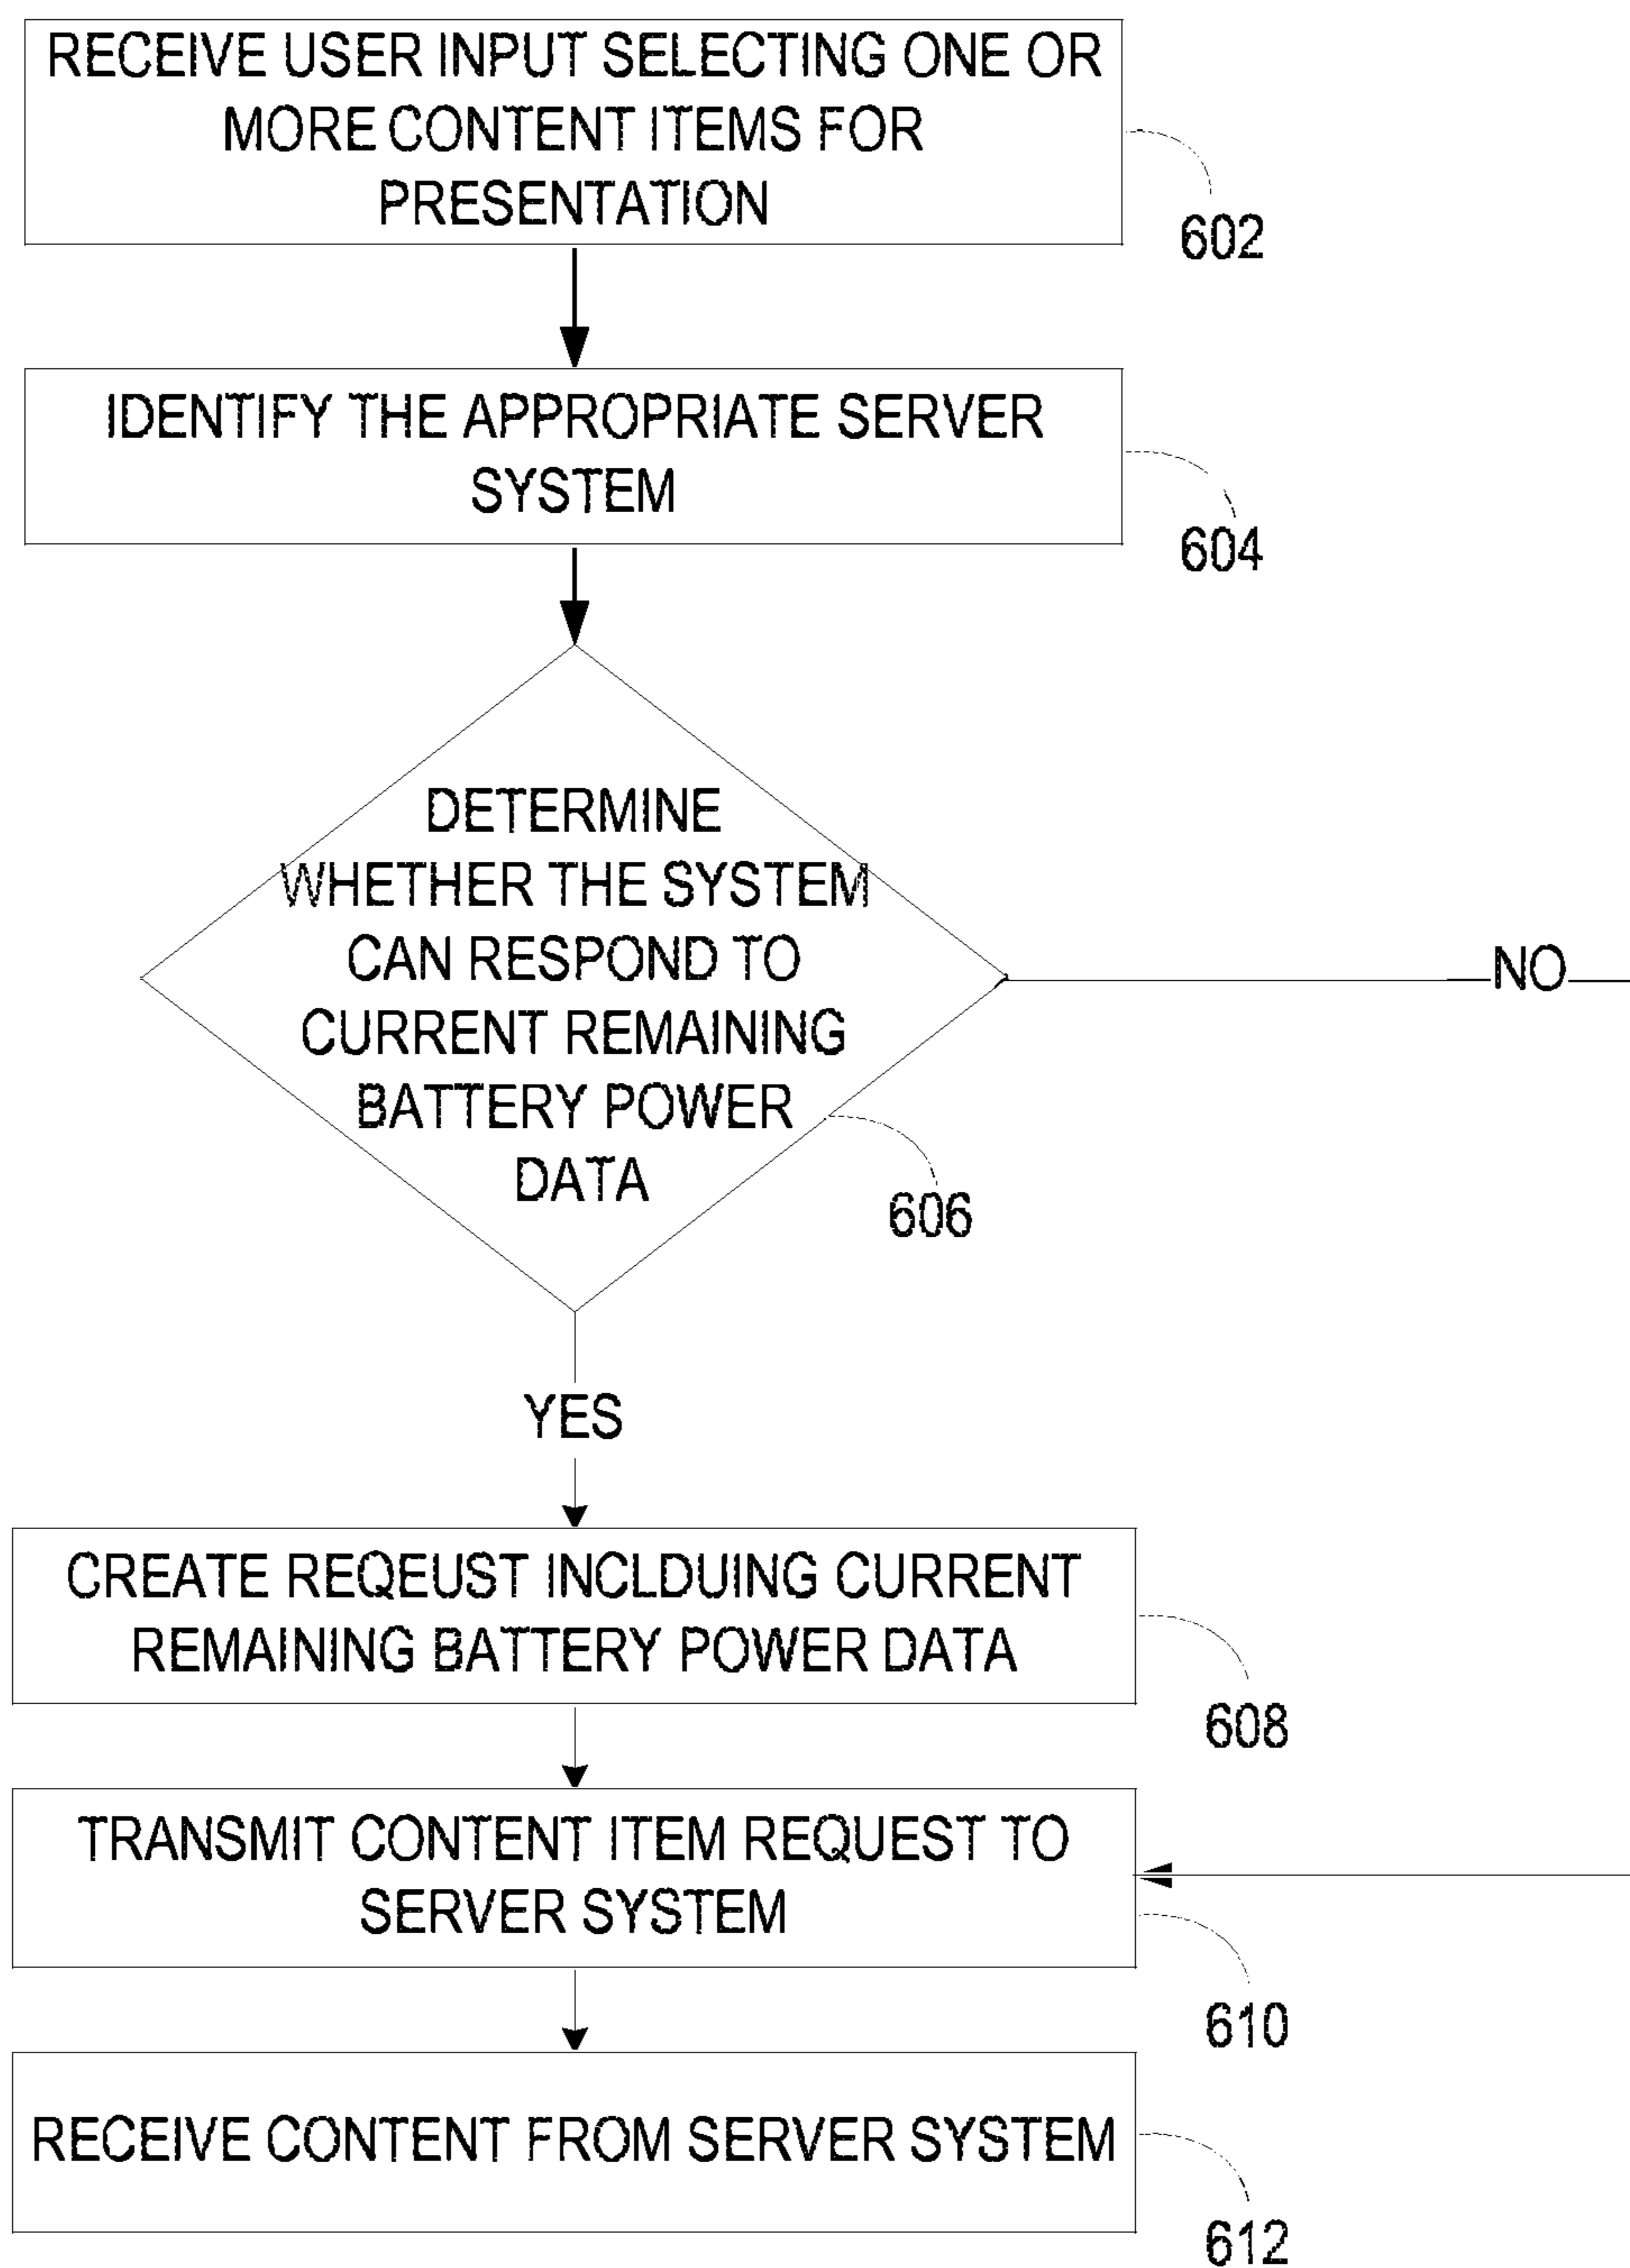 RECEIVE USER INPUT SELECTING ONE OR
MORE CONTENT ITEMS FOR
PRESENTATION
602
IDENTIFY THE APPROPRIATE SERVER
SYSTEM
604
DETERMINE
WHETHER THE SYSTEM
CAN RESPOND TO
CURRENT REMAINING
BATTERY POWER
DATA
NO
606
YES
CREATE REQEUST INCLDUING CURRENT
REMAINING BATTERY POWER DATA
608
TRANSMIT CONTENT ITEM REQUEST TO
SERVER SYSTEM
610
RECEIVE CONTENT FROM SERVER SYSTEM
612